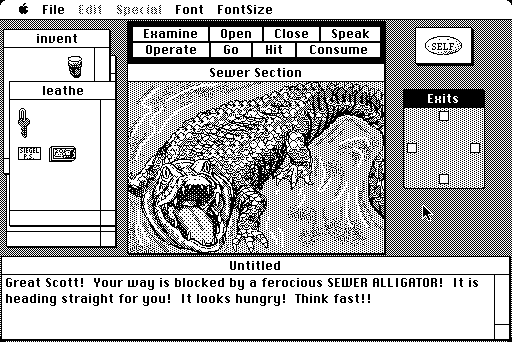 File Edit Special Font FontSize
invent
leathe
SIEGEL
P.S.
Examine Open Close Speak
Operate Go Hit Consume
Sewer Section
SELF
Exits
Untitled
Great Scott! Your way is blocked by a ferocious SEWER ALLIGATOR! It is
heading straight for you! It looks hungry! Think fast!!